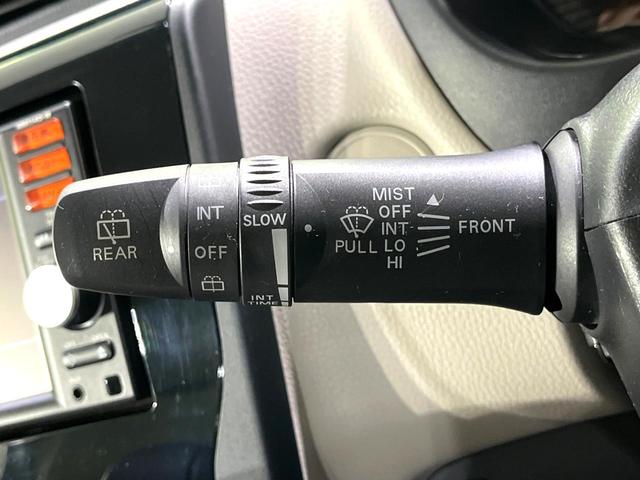 REAR
INT
OFF
SLOW
INT
TIME
MIST
OFF
INT
LO
HI
PULL
FRONT